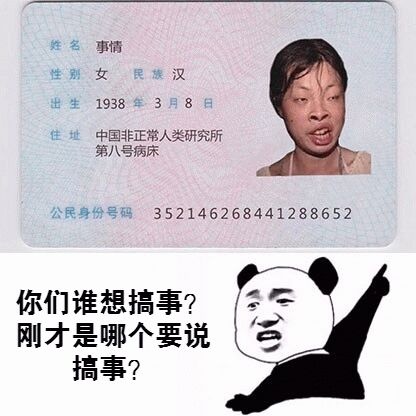 姓名 事情
性别 女 民族 汉
出生 1938 年 3 月 8 日
住址 中国非正常人类研究所
第八号病床
公民身份号码 352146268441288652
你们谁想搞事?
刚才是哪个要说
搞事?